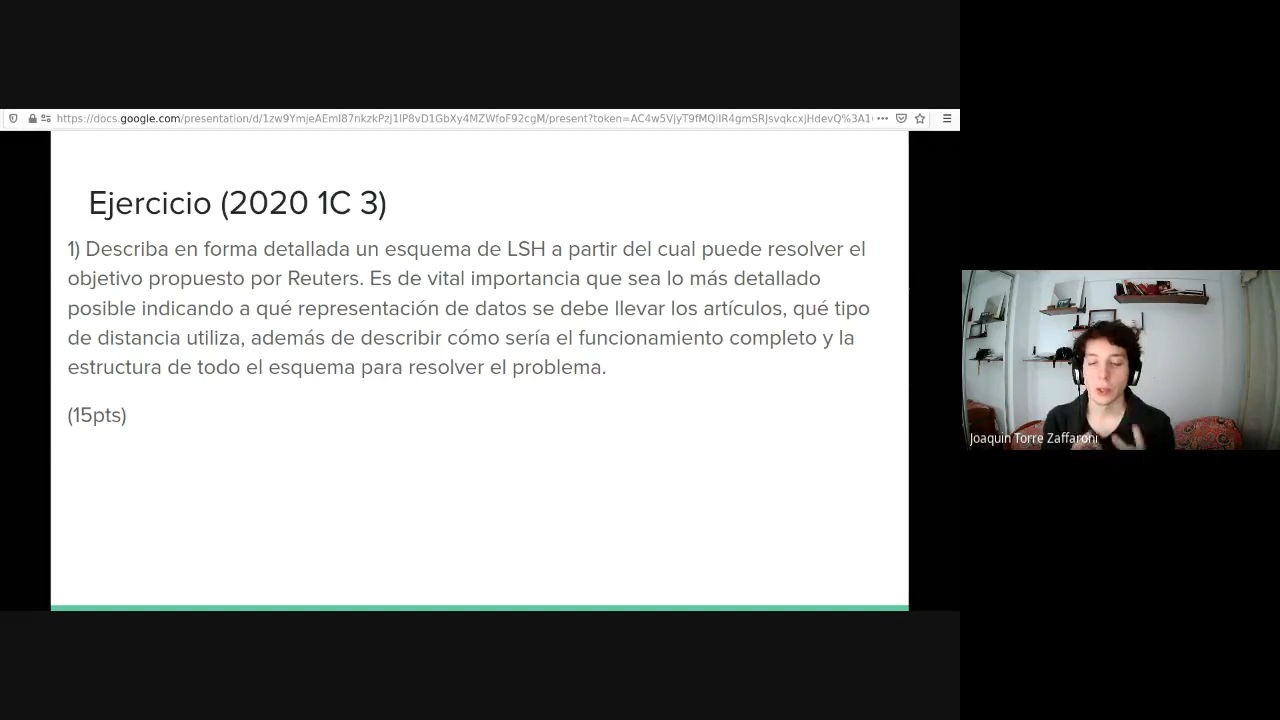 https://docs.google.com/presentation/d/1zw9YmjeAEmI87nkzkPzJ1IP8vD1GbXy4MZWfoF92cgM/present?token=AC4w5VjyT9fMQiIR4gmSRJsvqkcxjHdevQ%3A1
Ejercicio (2020 1C 3)
1) Describa en forma detallada un esquema de LSH a partir del cual puede resolver el
objetivo propuesto por Reuters. Es de vital importancia que sea lo más detallado
posible indicando a qué representación de datos se debe llevar los artículos, qué tipo
de distancia utiliza, además de describir cómo sería el funcionamiento completo y la
estructura de todo el esquema para resolver el problema.
(15pts)
Joaquin Torre Zaffaroni